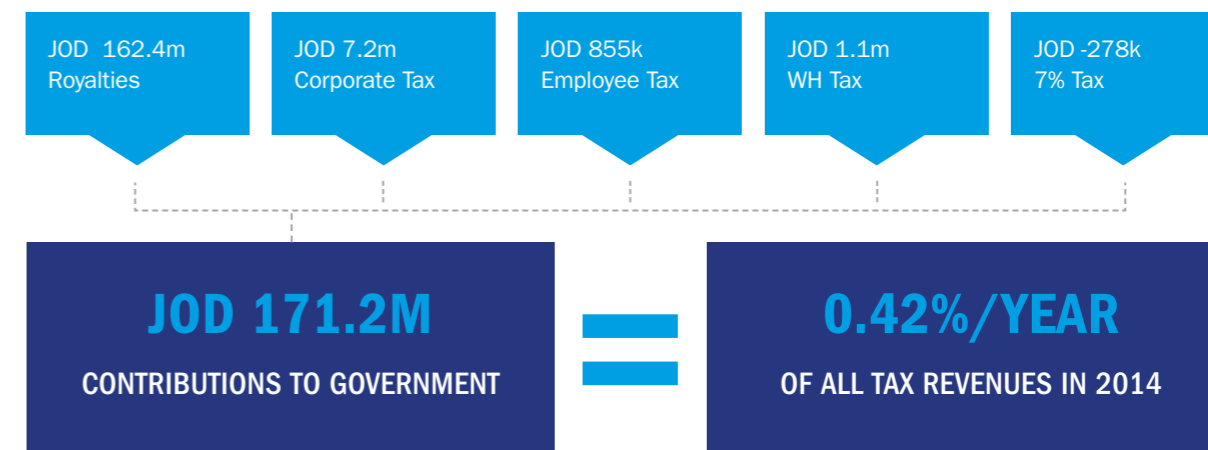 JOD 162.4m
Royalties
JOD 7.2m
Corporate Tax
JOD 855k
Employee Tax
JOD 1.1m
WH Tax
JOD -278k
7% Tax
JOD 171.2M
CONTRIBUTIONS TO GOVERNMENT
=
0.42%/YEAR
OF ALL TAX REVENUES IN 2014